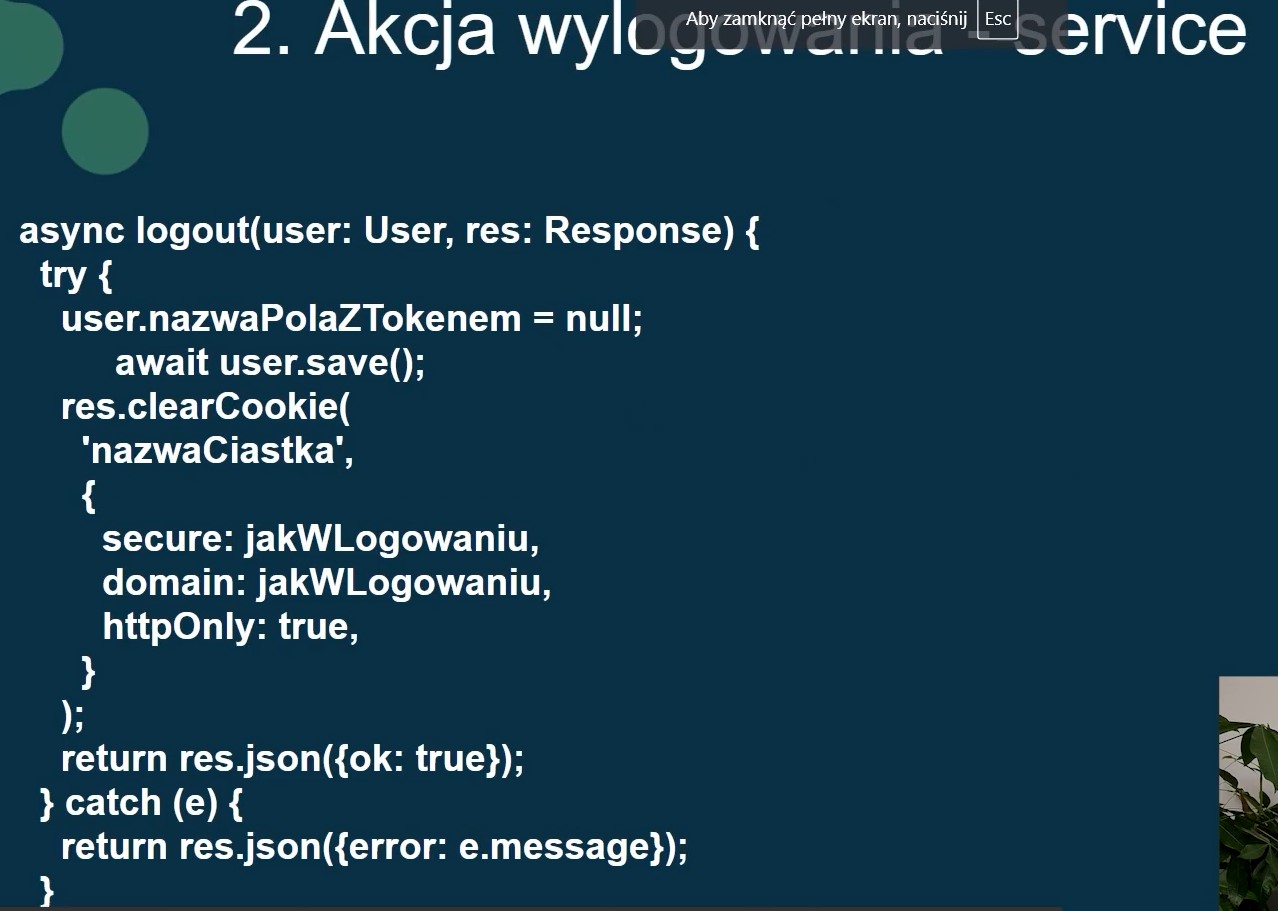 2. Akcja wylogowania - service
Aby zamknąć pełny ekran, naciśnij Esc
async logout(user: User, res: Response) {
try {
user.nazwaPolaZTokenem = null;
await user.save();
res.clearCookie(
'nazwaCiastka',
{
secure: jakWLogowaniu,
domain: jakWLogowaniu,
httpOnly: true,
}
);
return res.json({ok: true});
} catch (e) {
return res.json({error: e.message});
}